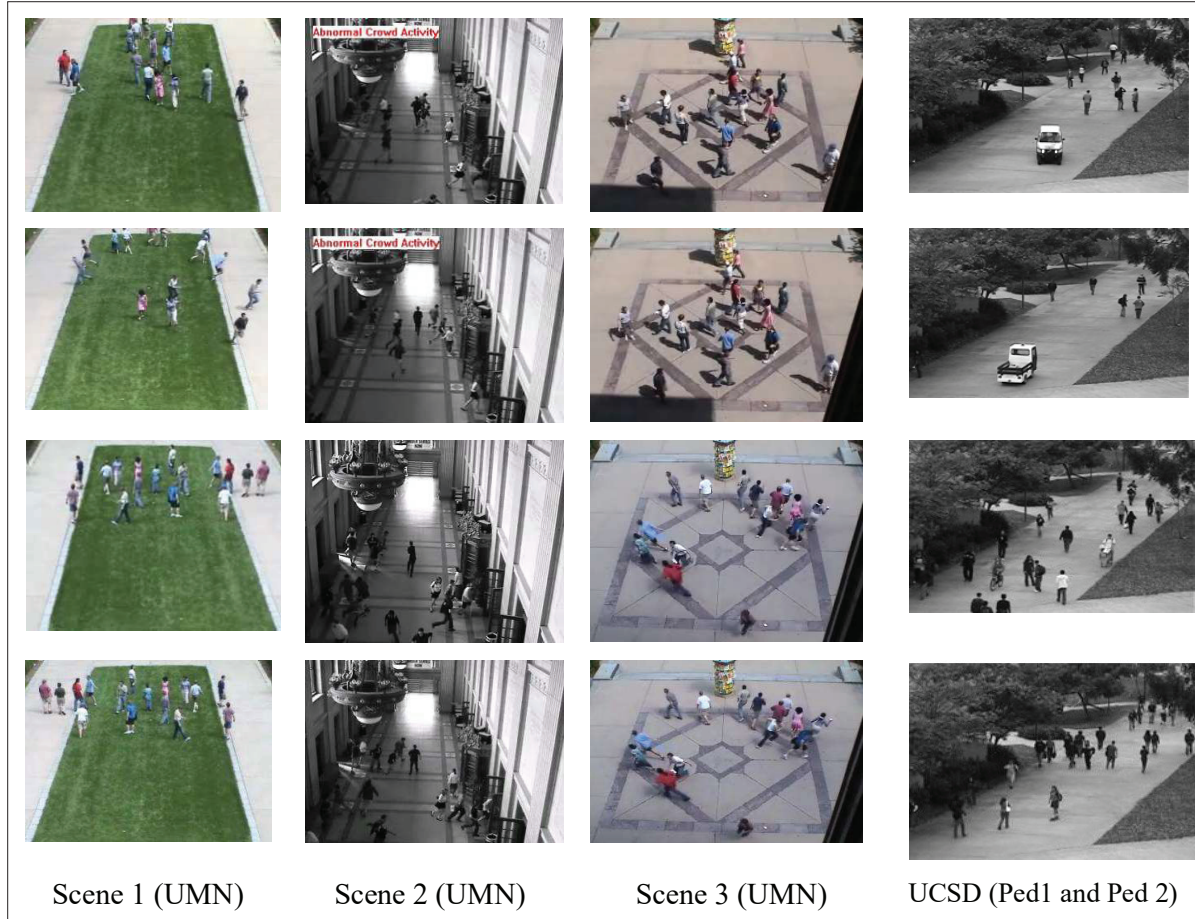 Abnormal Crowd Activity
Abnormal Crowd Activity
Scene 1 (UMN)
Scene 2 (UMN)
Scene 3 (UMN)
UCSD (Ped1 and Ped 2)